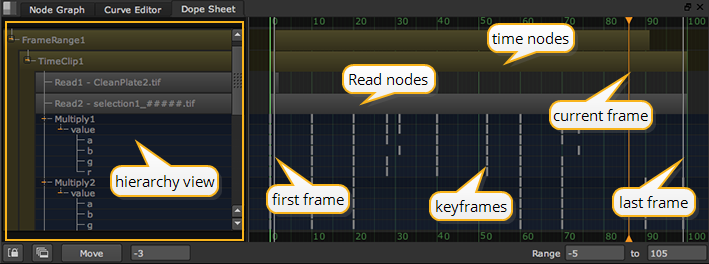 Node Graph Curve Editor Dope Sheet
0 10 20 30 40 50 60 70 80 90 100
FrameRange1
TimeClip1
time nodes
Read1 - CleanPlate2.tif
Read nodes
Read2 - selection1_#####.tif
current frame
Multiply1
value
a
b
g
r
hierarchy view
first frame
keyframes
last frame
Multiply2
value
a
b
g
r
0 10 20 30 40 50 60 70 80 90 100
Move -3 Range -5 to 105